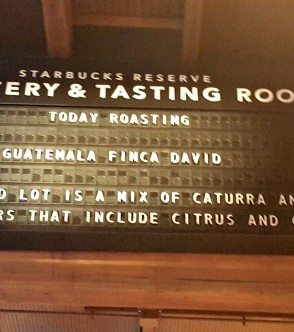 STARBUCKS RESERVE
TERY & TASTING ROO
TODAY ROASTING
GUATEMALA FINCA DAVID
D LOT IS A MIX OF CATURRA AN
RS THAT INCLUDE CITRUS AND